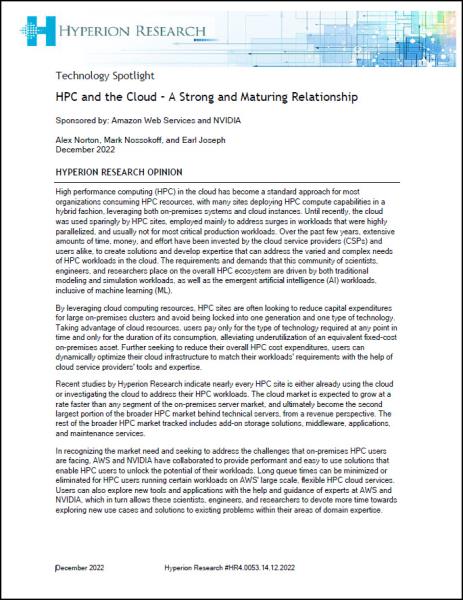 HYPERION RESEARCH
Technology Spotlight
HPC and the Cloud – A Strong and Maturing Relationship
Sponsored by: Amazon Web Services and NVIDIA
Alex Norton, Mark Nossokoff, and Earl Joseph
December 2022
HYPERION RESEARCH OPINION
High performance computing (HPC) in the cloud has become a standard approach for most
organizations consuming HPC resources, with many sites deploying HPC compute capabilities in a
hybrid fashion, leveraging both on-premises systems and cloud instances. Until recently, the cloud
was used sparingly by HPC sites, employed mainly to address surges in workloads that were highly
parallelized, and usually not for most critical production workloads. Over the past few years, extensive
amounts of time, money, and effort have been invested by the cloud service providers (CSPs) and
users alike, to create solutions and develop expertise that can address the varied and complex needs
of HPC workloads in the cloud. The requirements and demands that this community of scientists,
engineers, and researchers place on the overall HPC ecosystem are driven by both traditional
modeling and simulation workloads, as well as the emergent artificial intelligence (AI) workloads,
inclusive of machine learning (ML).
By leveraging cloud computing resources, HPC sites are often looking to reduce capital expenditures
for large on-premises clusters and avoid being locked into one generation and one type of technology.
Taking advantage of cloud resources, users pay only for the type of technology required at any point in
time and only for the duration of its consumption, alleviating underutilization of an equivalent fixed-cost
on-premises asset. Further seeking to reduce their overall HPC cost expenditures, users can
dynamically optimize their cloud infrastructure to match their workloads' requirements with the help of
cloud service providers' tools and expertise.
Recent studies by Hyperion Research indicate nearly every HPC site is either already using the cloud
or investigating the cloud to address their HPC workloads. The cloud market is expected to grow at a
rate faster than any segment of the on-premises server market, and ultimately become the second
largest portion of the broader HPC market behind technical servers, from a revenue perspective. The
rest of the broader HPC market tracked includes add-on storage solutions, middleware, applications,
and maintenance services.
In recognizing the market need and seeking to address the challenges that on-premises HPC users
are facing, AWS and NVIDIA have collaborated to provide performant and easy to use solutions that
enable HPC users to unlock the potential of their workloads. Long queue times can be minimized or
eliminated for HPC users running certain workloads on AWS' large scale, flexible HPC cloud services.
Users can also explore new tools and applications with the help and guidance of experts at AWS and
NVIDIA, which in turn allows these scientists, engineers, and researchers to devote more time towards
exploring new use cases and solutions to existing problems within their areas of domain expertise.
December 2022 Hyperion Research #HR4.0053.14.12.2022